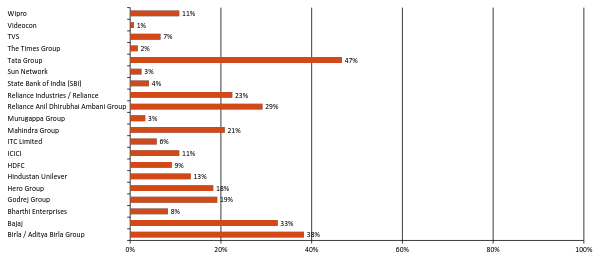 Wipro 11%
Videocon 1%
TVS 7%
The Times Group 2%
Tata Group 47%
Sun Network 3%
State Bank of India (SBI) 4%
Reliance Industries / Reliance 23%
Reliance Anil Dhirubhai Ambani Group 29%
Murugappa Group 3%
Mahindra Group 21%
ITC Limited 6%
ICICI 11%
HDFC 9%
Hindustan Unilever 13%
Hero Group 18%
Godrej Group 19%
Bharthi Enterprises 8%
Bajaj 33%
Birla / Aditya Birla Group 38%
0% 20% 40% 60% 80% 100%